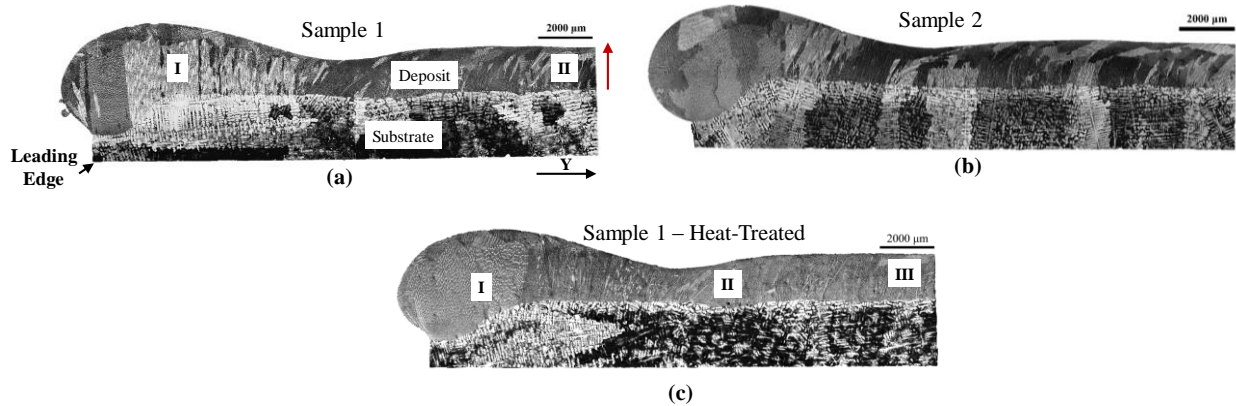 Sample 1
2000 µm
I
Deposit
II
Substrate
Leading
Edge
Y
(a)
Sample 2
2000 µm
(b)
Sample 1 – Heat-Treated
2000 µm
I
II
III
(c)